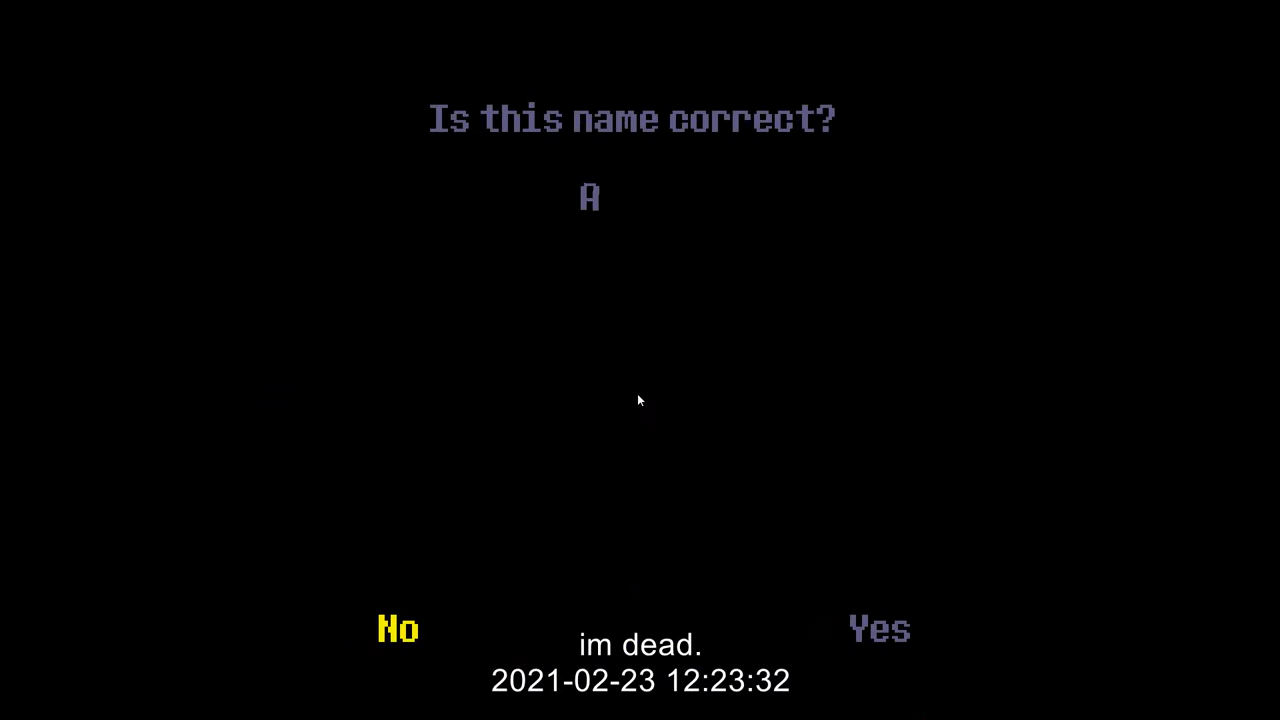 Is this name correct?
A
No
Yes
im dead.
2021-02-23 12:23:32